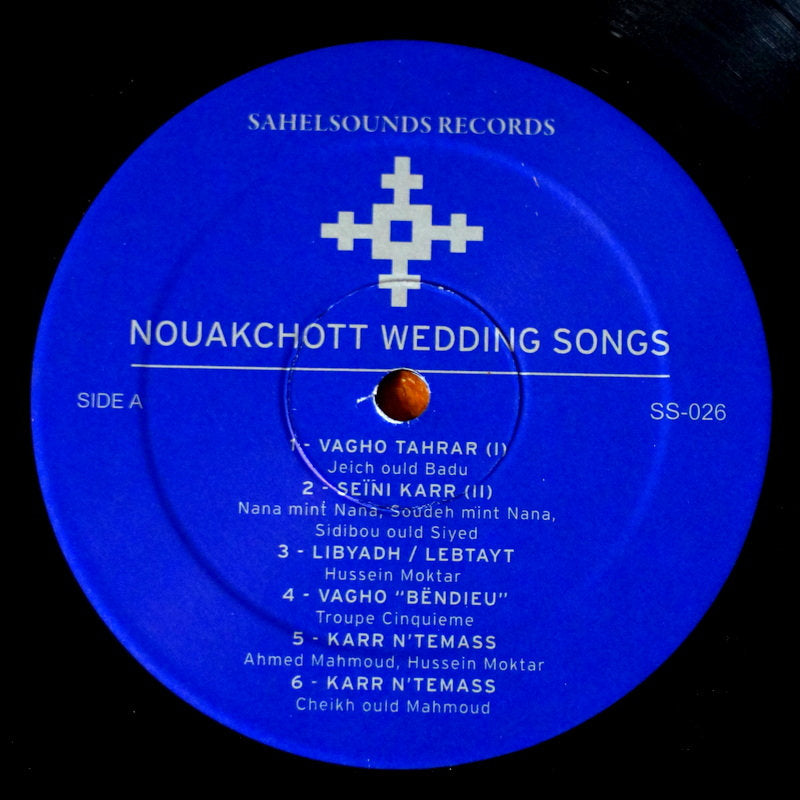 SAHELSOUNDS RECORDS
NOUAKCHOTT WEDDING SONGS
SIDE A
SS-026
1 - VAGHO TAHRAR (I)
Jeich ould Badu
2 - SEÏNI KARR (II)
Nana mint Nana, Soudeh mint Nana,
Sidibou ould Siyed
3 - LIBYADH / LEBTAYT
Hussein Moktar
4 - VAGHO “BËNDIEU”
Troupe Cinquieme
5 - KARR N’TEMASS
Ahmed Mahmoud, Hussein Moktar
6 - KARR N’TEMASS
Cheikh ould Mahmoud